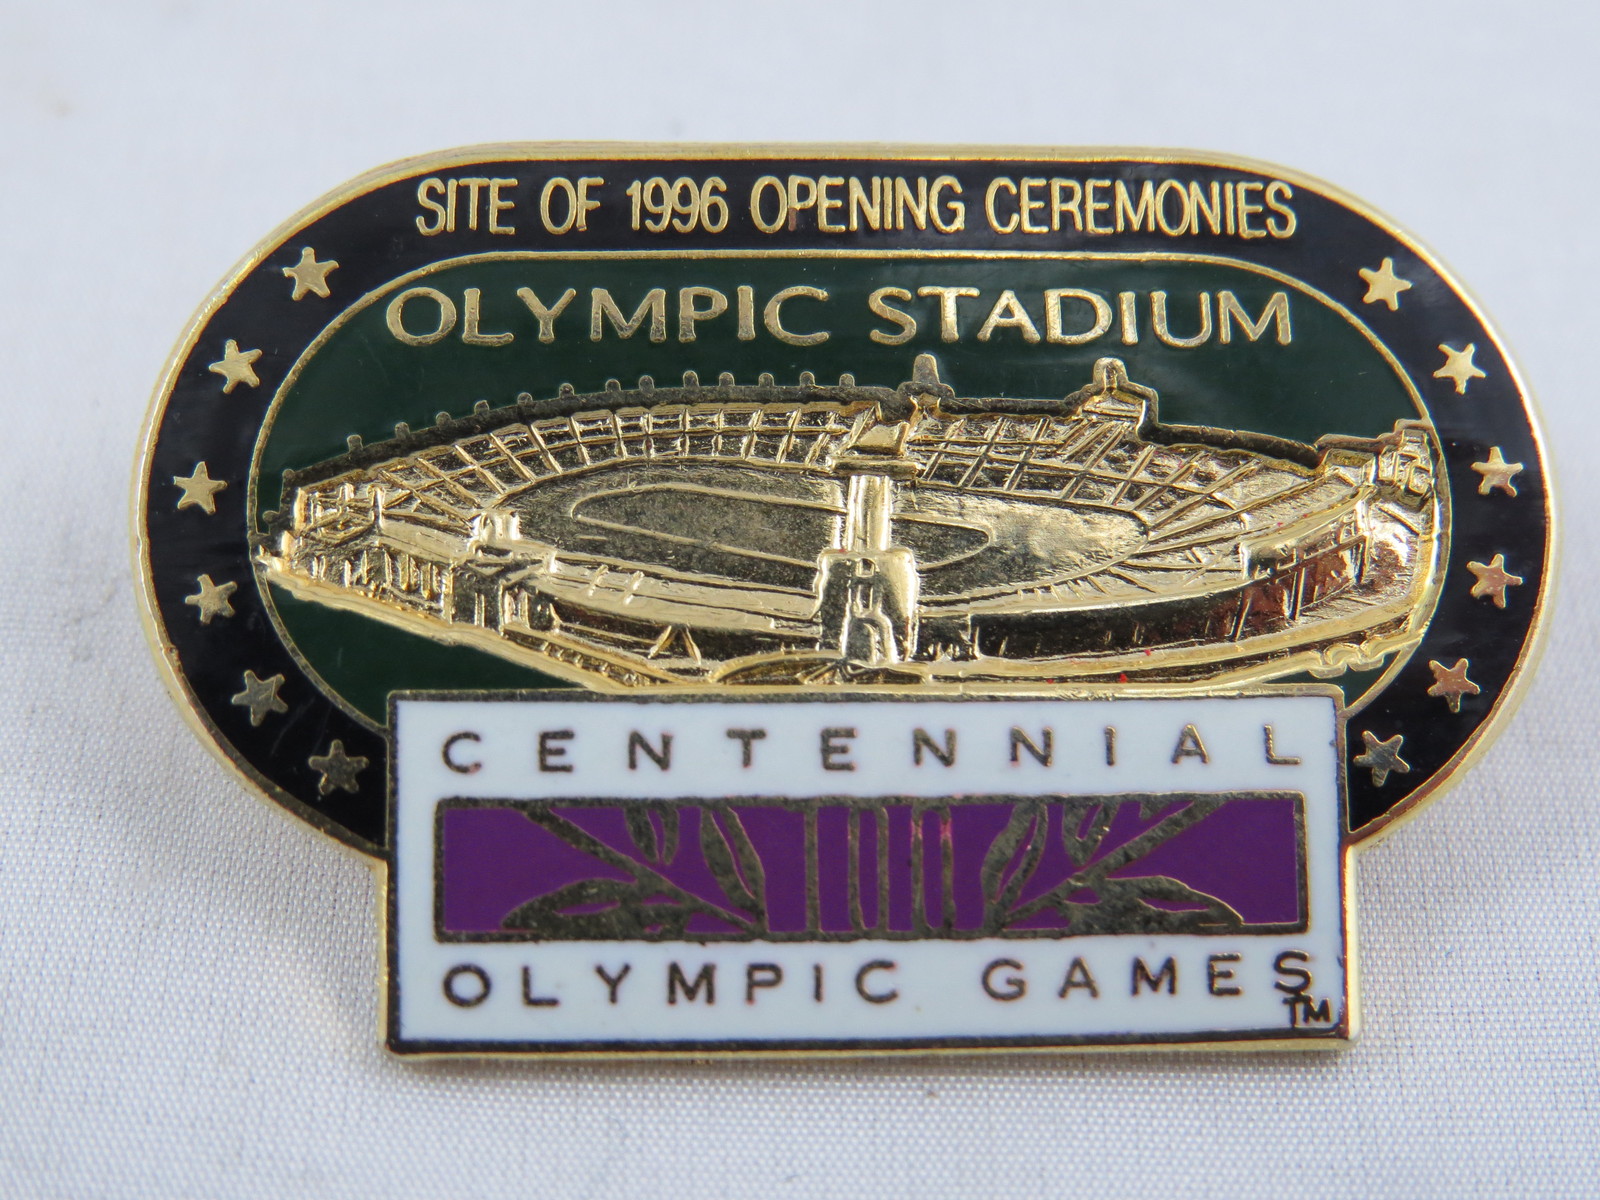 SITE OF 1996 OPENING CEREMONIES
OLYMPIC STADIUM
CENTENNIAL
OLYMPIC GAMES
TM